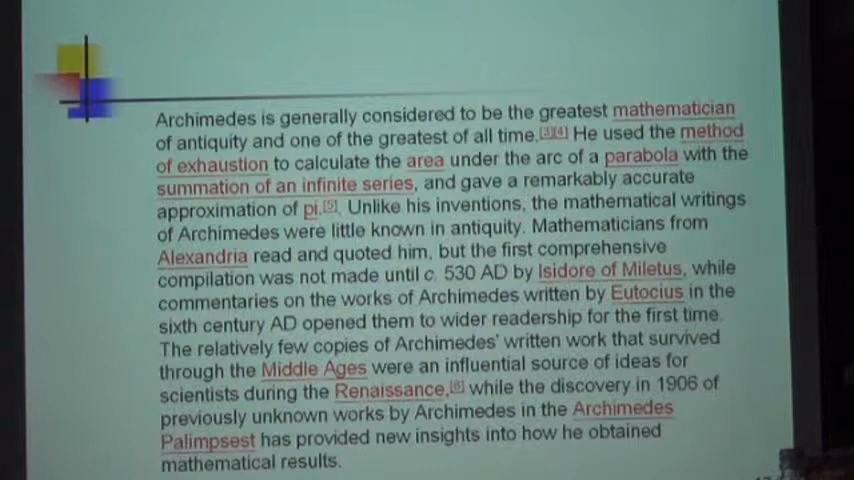 Archimedes is generally considered to be the greatest mathematician
of antiquity and one of the greatest of all time.[3][4] He used the method
of exhaustion to calculate the area under the arc of a parabola with the
summation of an infinite series, and gave a remarkably accurate
approximation of pi.[5]. Unlike his inventions, the mathematical writings
of Archimedes were little known in antiquity. Mathematicians from
Alexandria read and quoted him, but the first comprehensive
compilation was not made until c. 530 AD by Isidore of Miletus, while
commentaries on the works of Archimedes written by Eutocius in the
sixth century AD opened them to wider readership for the first time.
The relatively few copies of Archimedes' written work that survived
through the Middle Ages were an influential source of ideas for
scientists during the Renaissance,[6] while the discovery in 1906 of
previously unknown works by Archimedes in the Archimedes
Palimpsest has provided new insights into how he obtained
mathematical results.